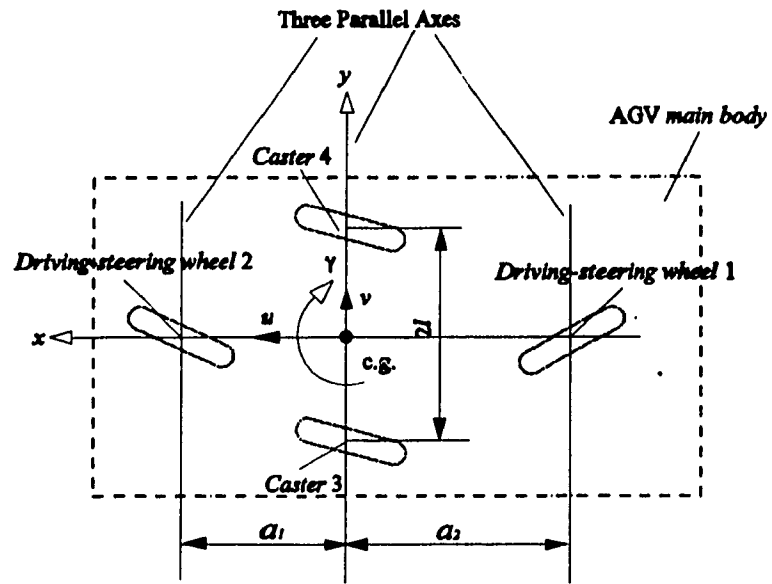 Three Parallel Axes
y
AGV main body
Caster 4
Driving-steering wheel 2
γ
Driving-steering wheel 1
v
u
x
2l
c.g.
Caster 3
a₁
a₂